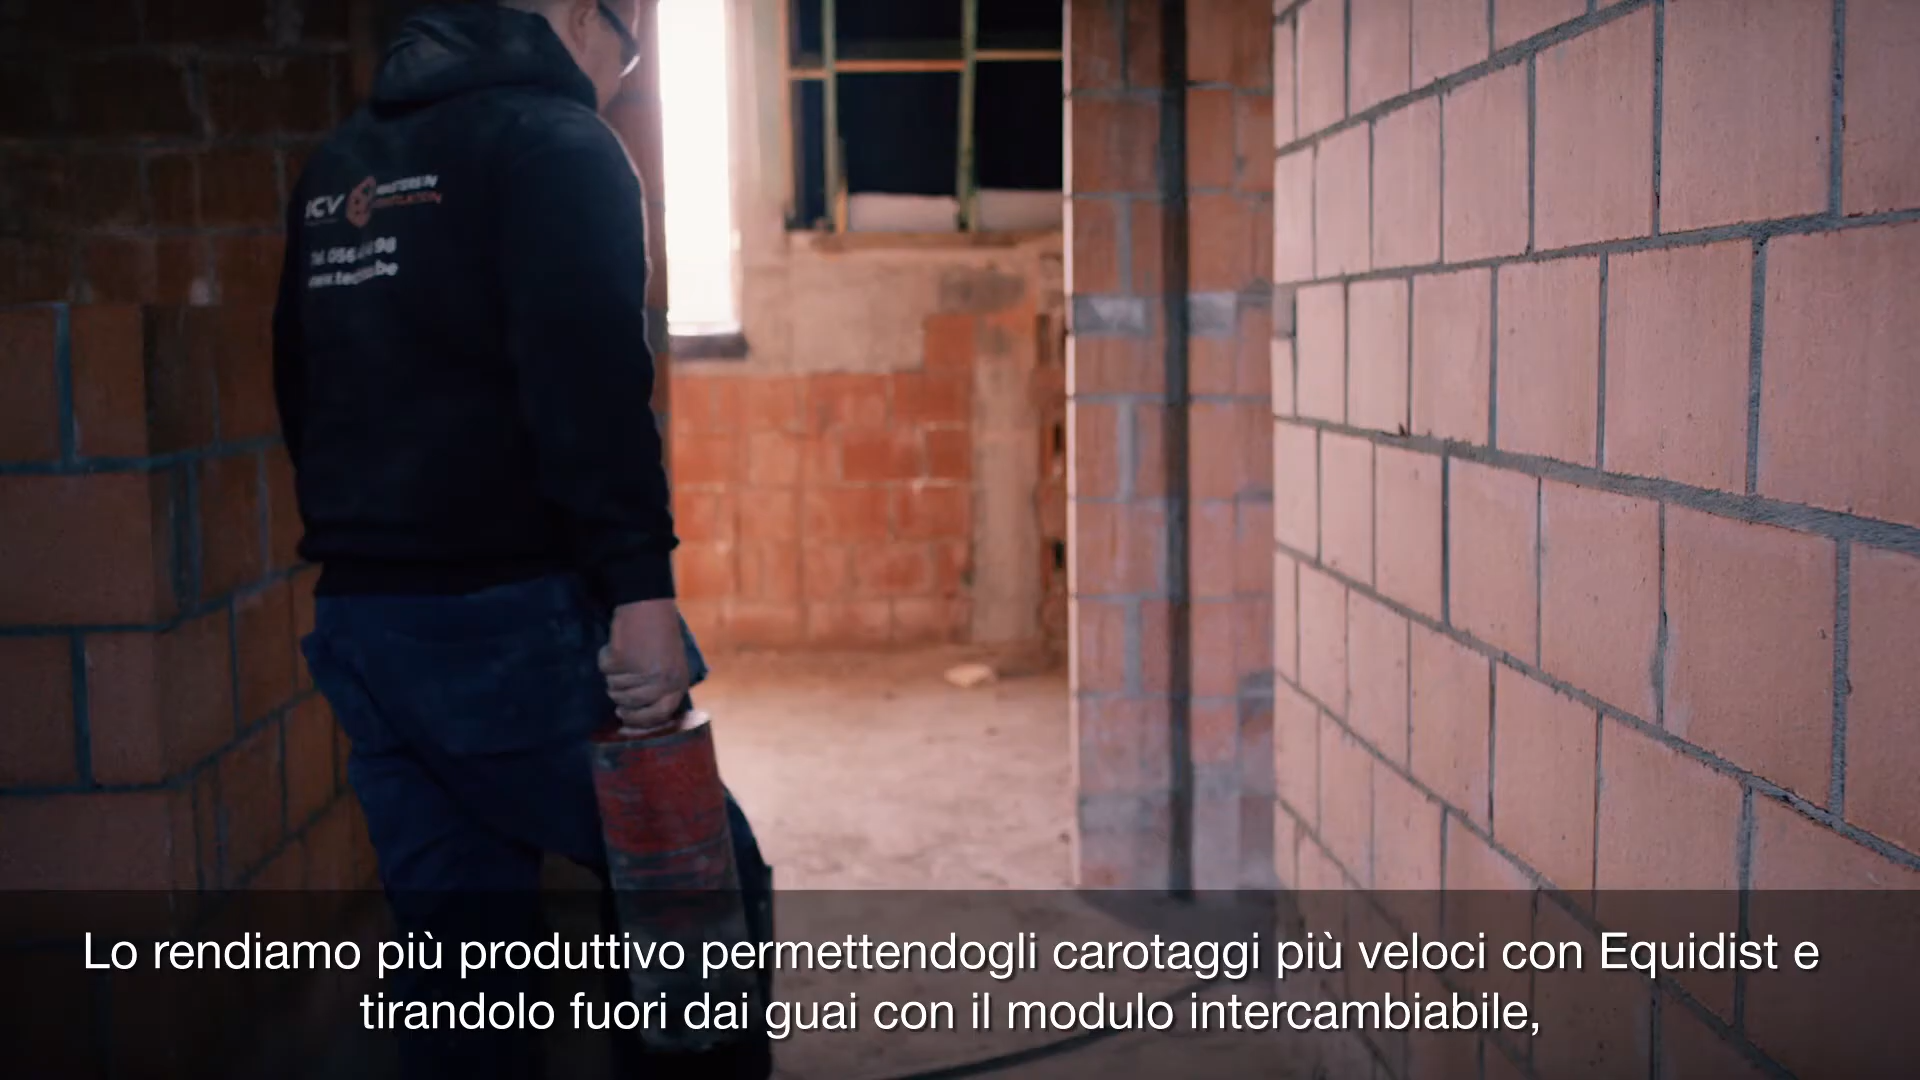 ICV
Lo rendiamo più produttivo permettendogli carotaggi più veloci con Equidist e
tirandolo fuori dai guai con il modulo intercambiabile,